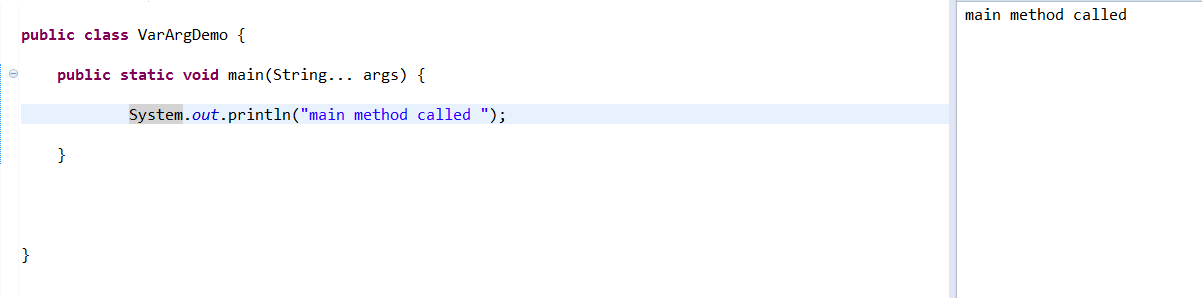 public class VarArgDemo {
public static void main(String... args) {
System.out.println("main method called ");
}
}
main method called